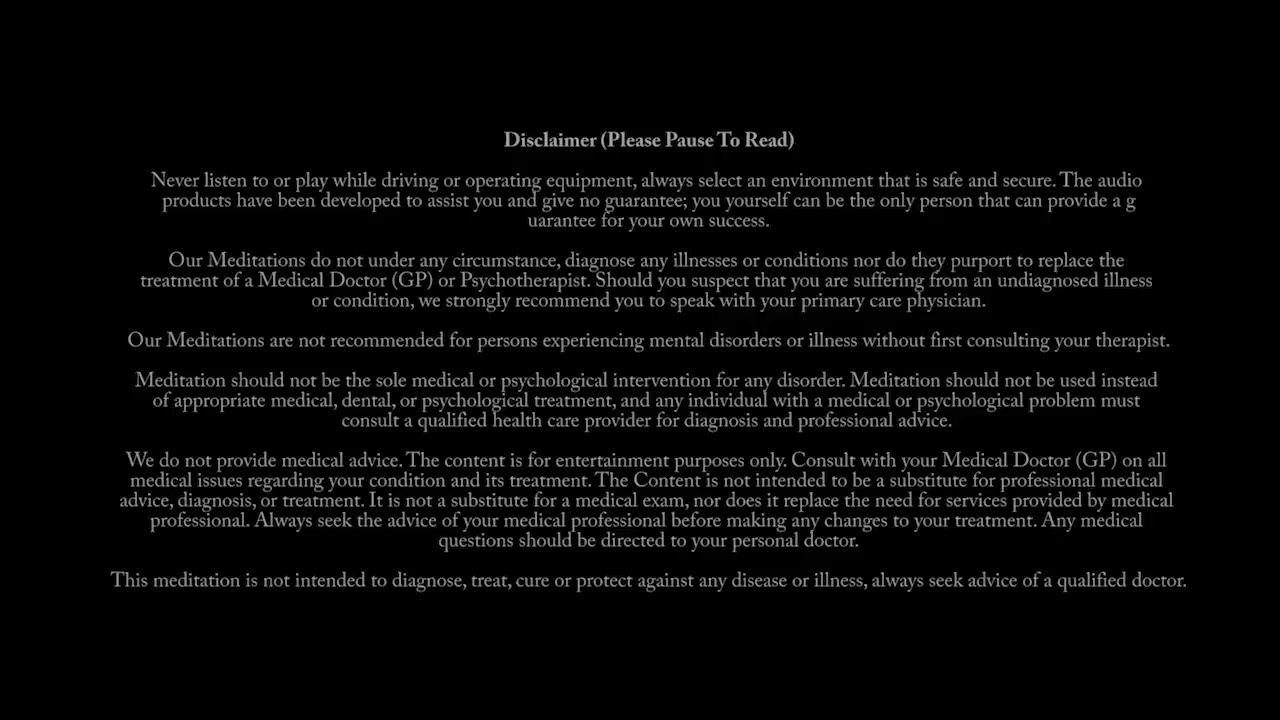 Disclaimer (Please Pause To Read)
Never listen to or play while driving or operating equipment, always select an environment that is safe and secure. The audio
products have been developed to assist you and give no guarantee; you yourself can be the only person that can provide a g
uarantee for your own success.
Our Meditations do not under any circumstance, diagnose any illnesses or conditions nor do they purport to replace the
treatment of a Medical Doctor (GP) or Psychotherapist. Should you suspect that you are suffering from an undiagnosed illness
or condition, we strongly recommend you to speak with your primary care physician.
Our Meditations are not recommended for persons experiencing mental disorders or illness without first consulting your therapist.
Meditation should not be the sole medical or psychological intervention for any disorder. Meditation should not be used instead
of appropriate medical, dental, or psychological treatment, and any individual with a medical or psychological problem must
consult a qualified health care provider for diagnosis and professional advice.
We do not provide medical advice. The content is for entertainment purposes only. Consult with your Medical Doctor (GP) on all
medical issues regarding your condition and its treatment. The Content is not intended to be a substitute for professional medical
advice, diagnosis, or treatment. It is not a substitute for a medical exam, nor does it replace the need for services provided by medical
professional. Always seek the advice of your medical professional before making any changes to your treatment. Any medical
questions should be directed to your personal doctor.
This meditation is not intended to diagnose, treat, cure or protect against any disease or illness, always seek advice of a qualified doctor.